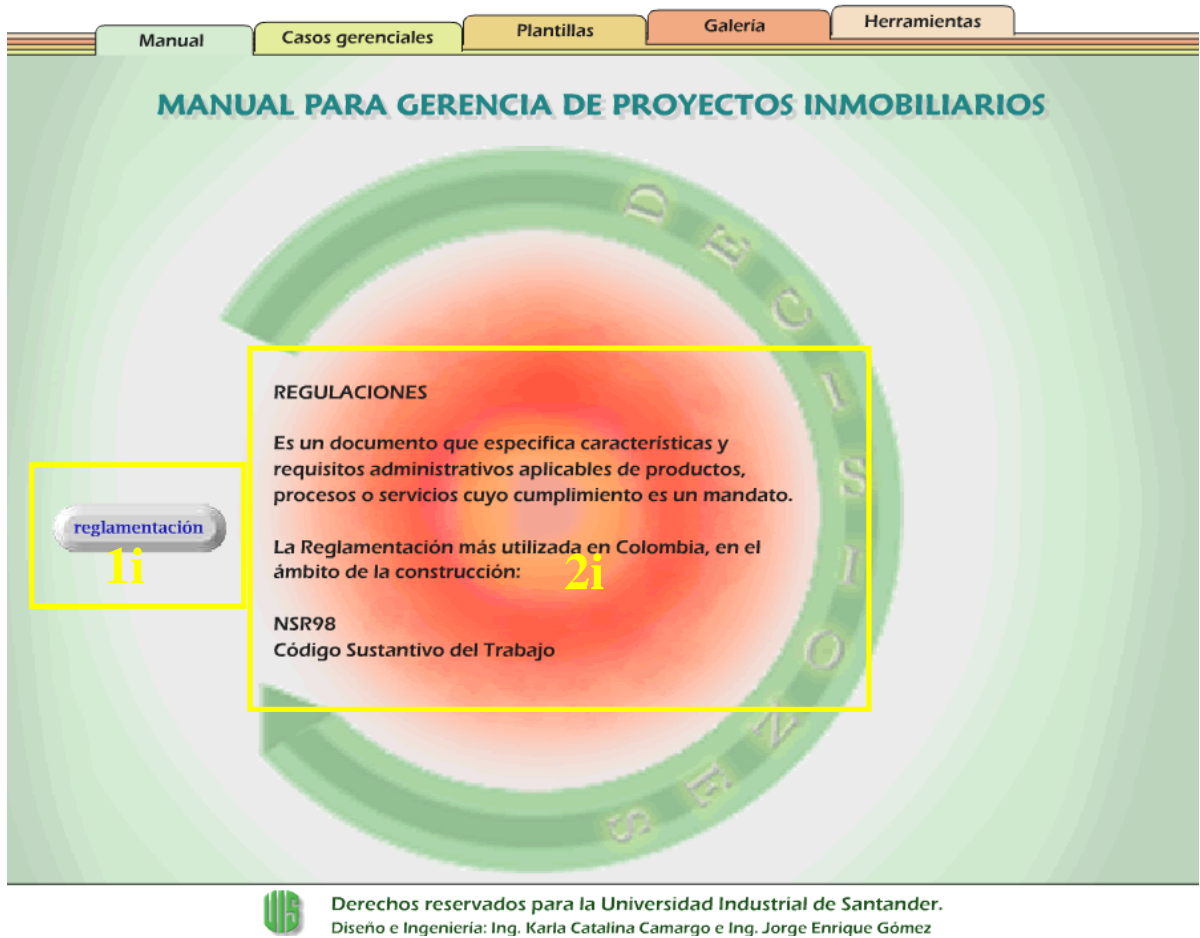 Manual
Casos gerenciales
Plantillas
Galería
Herramientas
MANUAL PARA GERENCIA DE PROYECTOS INMOBILIARIOS
DECISIONES
REGULACIONES
Es un documento que especifica características y
requisitos administrativos aplicables de productos,
procesos o servicios cuyo cumplimiento es un mandato.
reglamentación
1i
La Reglamentación más utilizada en Colombia, en el
ámbito de la construcción:
2i
NSR98
Código Sustantivo del Trabajo
UIS
Derechos reservados para la Universidad Industrial de Santander.
Diseño e Ingeniería: Ing. Karla Catalina Camargo e Ing. Jorge Enrique Gómez